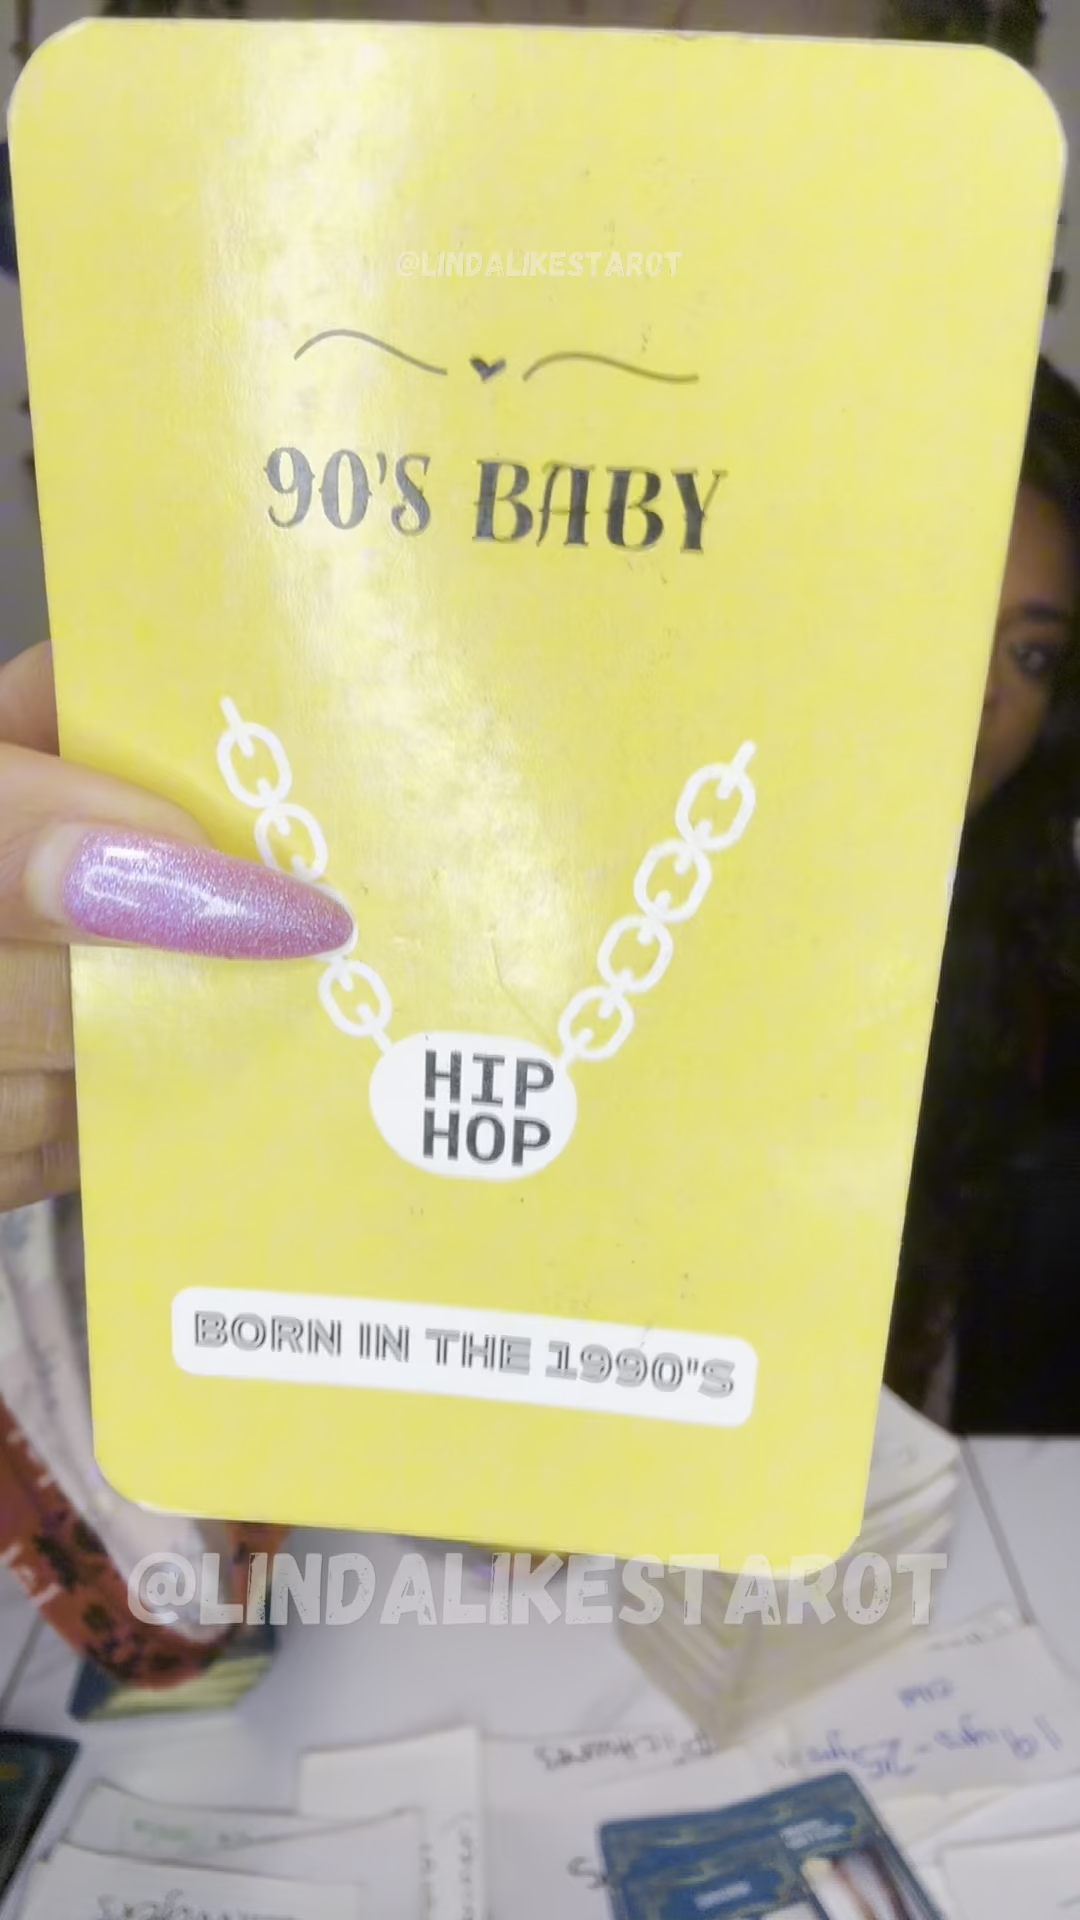 @LINDALIKESTAROT
90'S BABY
HIP
HOP
BORN IN THE 1990'S
@LINDALIKESTAROT